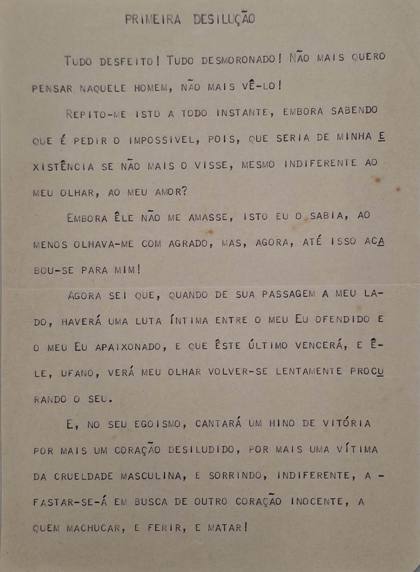 PRIMEIRA DESILUÇÃO
TUDO DESFEITO! TUDO DESMORONADO! NÃO MAIS QUERO
PENSAR NAQUELE HOMEM, NÃO MAIS VÊ-LO!
REPITO-ME ISTO A TODO INSTANTE, EMBORA SABENDO
QUE É PEDIR O IMPOSSIVEL, POIS, QUE SERIA DE MINHA E
XISTÊNCIA SE NÃO MAIS O VISSE, MESMO INDIFERENTE AO
MEU OLHAR, AO MEU AMOR?
EMBORA ÊLE NÃO ME AMASSE, ISTO EU O SABIA, AO
MENOS OLHAVA-ME COM AGRADO, MAS, AGORA, ATÉ ISSO ACA
BOU-SE PARA MIM!
AGORA SEI QUE, QUANDO DE SUA PASSAGEM A MEU LA-
DO, HAVERÁ UMA LUTA ÍNTIMA ENTRE O MEU EU OFENDIDO E
O MEU EU APAIXONADO, E QUE ÊSTE ÚLTIMO VENCERÁ, E Ê-
LE, UFANO, VERÁ MEU OLHAR VOLVER-SE LENTAMENTE PROCU
RANDO O SEU.
E, NO SEU EGOISMO, CANTARÁ UM HINO DE VITÓRIA
POR MAIS UM CORAÇÃO DESILUDIDO, POR MAIS UMA VÍTIMA
DA CRUELDADE MASCULINA, E SORRINDO, INDIFERENTE, A -
FASTAR-SE-Á EM BUSCA DE OUTRO CORAÇÃO INOCENTE, A
QUEM MACHUCAR, E FERIR, E MATAR!